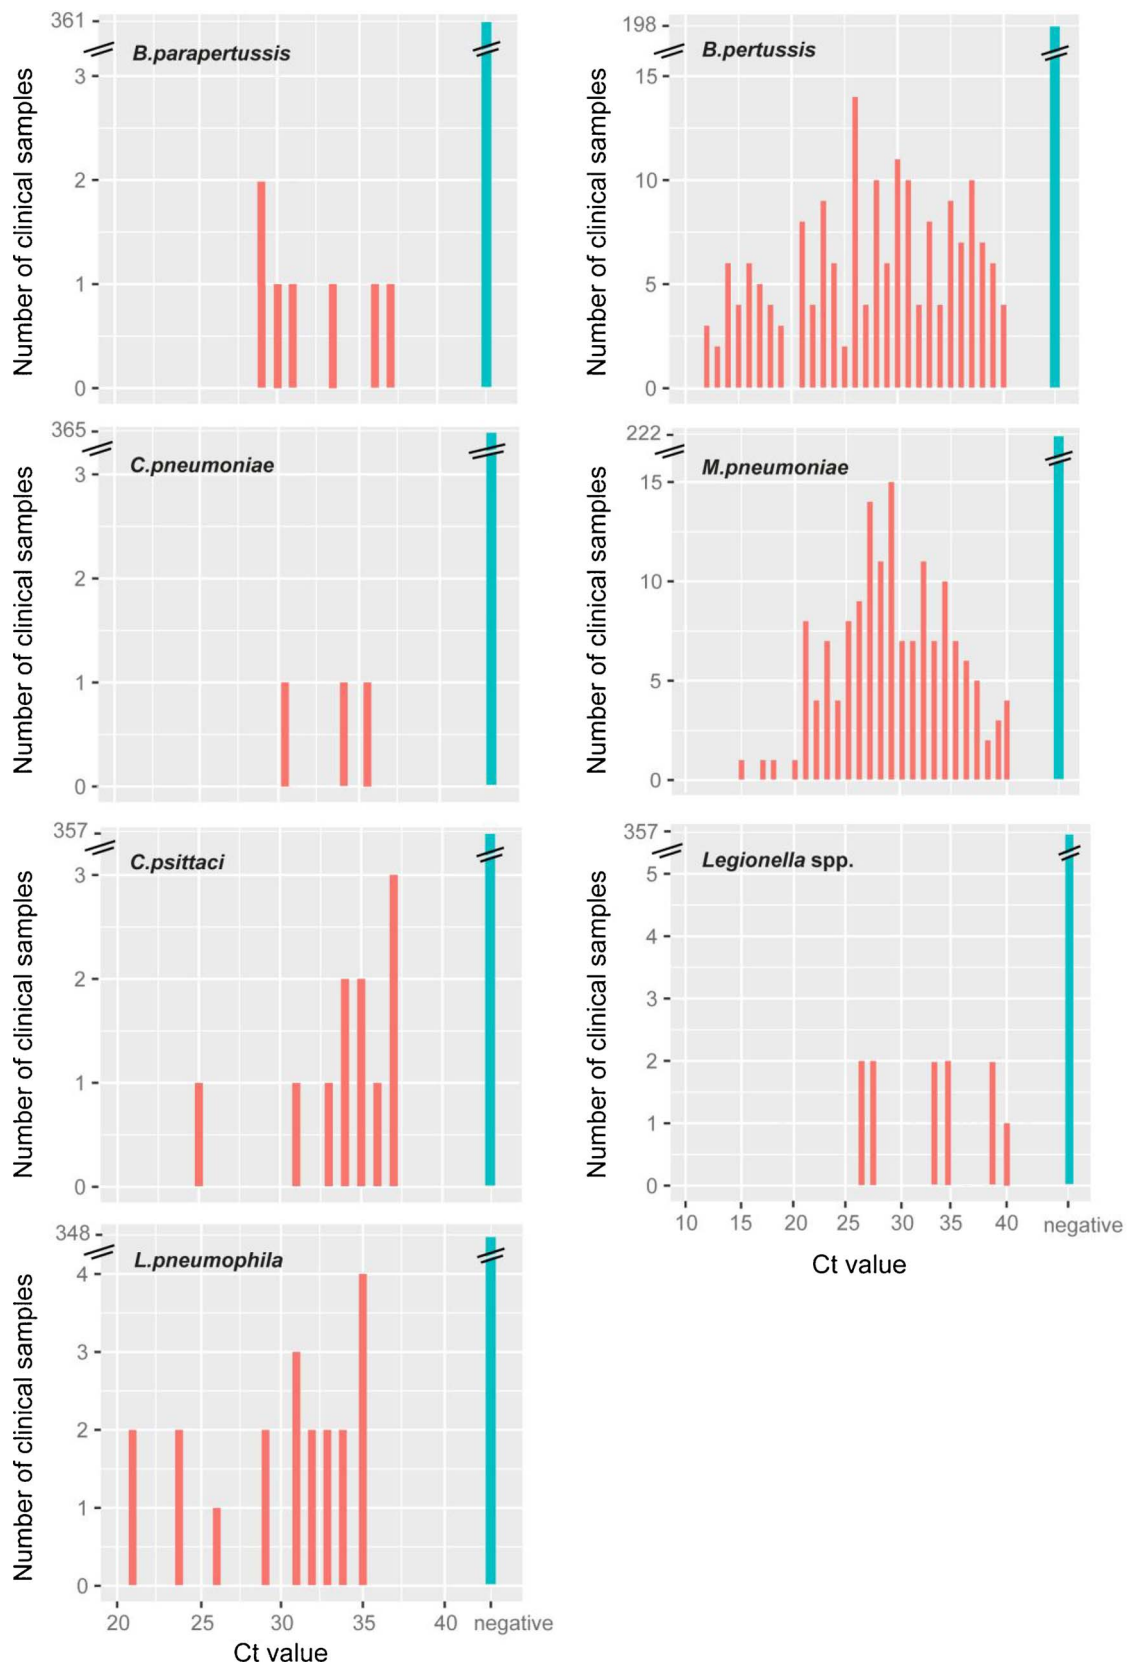 361
B.parapertussis
3
2
1
0
Number of clinical samples
198
B.pertussis
15
10
5
0
Number of clinical samples
365
C.pneumoniae
3
2
1
0
Number of clinical samples
222
M.pneumoniae
15
10
5
0
Number of clinical samples
357
C.psittaci
3
2
1
0
Number of clinical samples
357
Legionella spp.
5
4
3
2
1
0
Number of clinical samples
10 15 20 25 30 35 40 negative
Ct value
348
L.pneumophila
4
3
2
1
0
Number of clinical samples
20 25 30 35 40 negative
Ct value